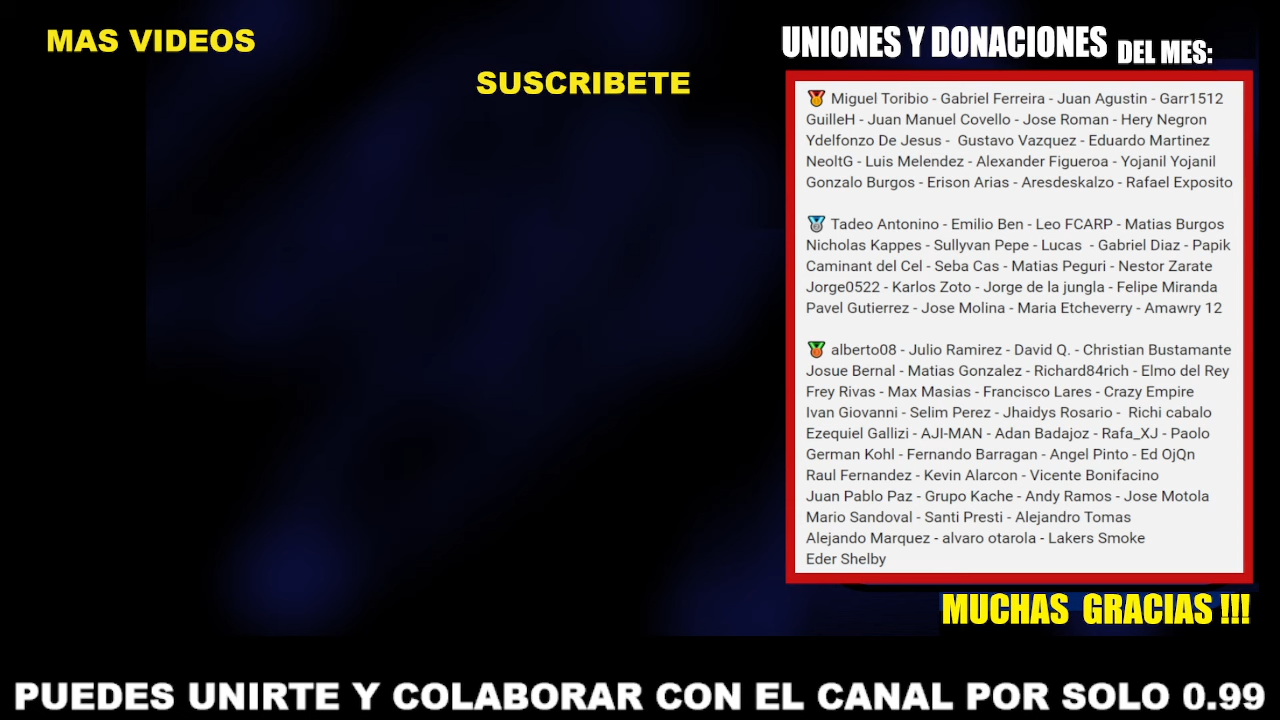 MAS VIDEOS
SUSCRIBETE
UNIONES Y DONACIONES DEL MES:
Miguel Toribio - Gabriel Ferreira - Juan Agustin - Garr1512
GuilleH - Juan Manuel Covello - Jose Roman - Hery Negron
Ydelfonzo De Jesus - Gustavo Vazquez - Eduardo Martinez
NeoltG - Luis Melendez - Alexander Figueroa - Yojanil Yojanil
Gonzalo Burgos - Erison Arias - Aresdeskalzo - Rafael Exposito
Tadeo Antonino - Emilio Ben - Leo FCARP - Matias Burgos
Nicholas Kappes - Sullyvan Pepe - Lucas - Gabriel Diaz - Papik
Caminant del Cel - Seba Cas - Matias Peguri - Nestor Zarate
Jorge0522 - Karlos Zoto - Jorge de la jungla - Felipe Miranda
Pavel Gutierrez - Jose Molina - Maria Etcheverry - Amawry 12
alberto08 - Julio Ramirez - David Q. - Christian Bustamante
Josue Bernal - Matias Gonzalez - Richard84rich - Elmo del Rey
Frey Rivas - Max Masias - Francisco Lares - Crazy Empire
Ivan Giovanni - Selim Perez - Jhaidys Rosario - Richi cabalo
Ezequiel Gallizi - AJI-MAN - Adan Badajoz - Rafa_XJ - Paolo
German Kohl - Fernando Barragan - Angel Pinto - Ed OjQn
Raul Fernandez - Kevin Alarcon - Vicente Bonifacino
Juan Pablo Paz - Grupo Kache - Andy Ramos - Jose Motola
Mario Sandoval - Santi Presti - Alejandro Tomas
Alejando Marquez - alvaro otarola - Lakers Smoke
Eder Shelby
MUCHAS GRACIAS !!!
PUEDES UNIRTE Y COLABORAR CON EL CANAL POR SOLO 0.99